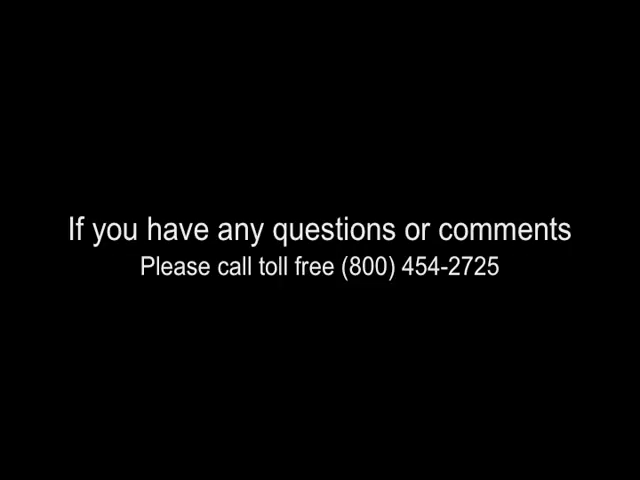 If you have any questions or comments
Please call toll free (800) 454-2725